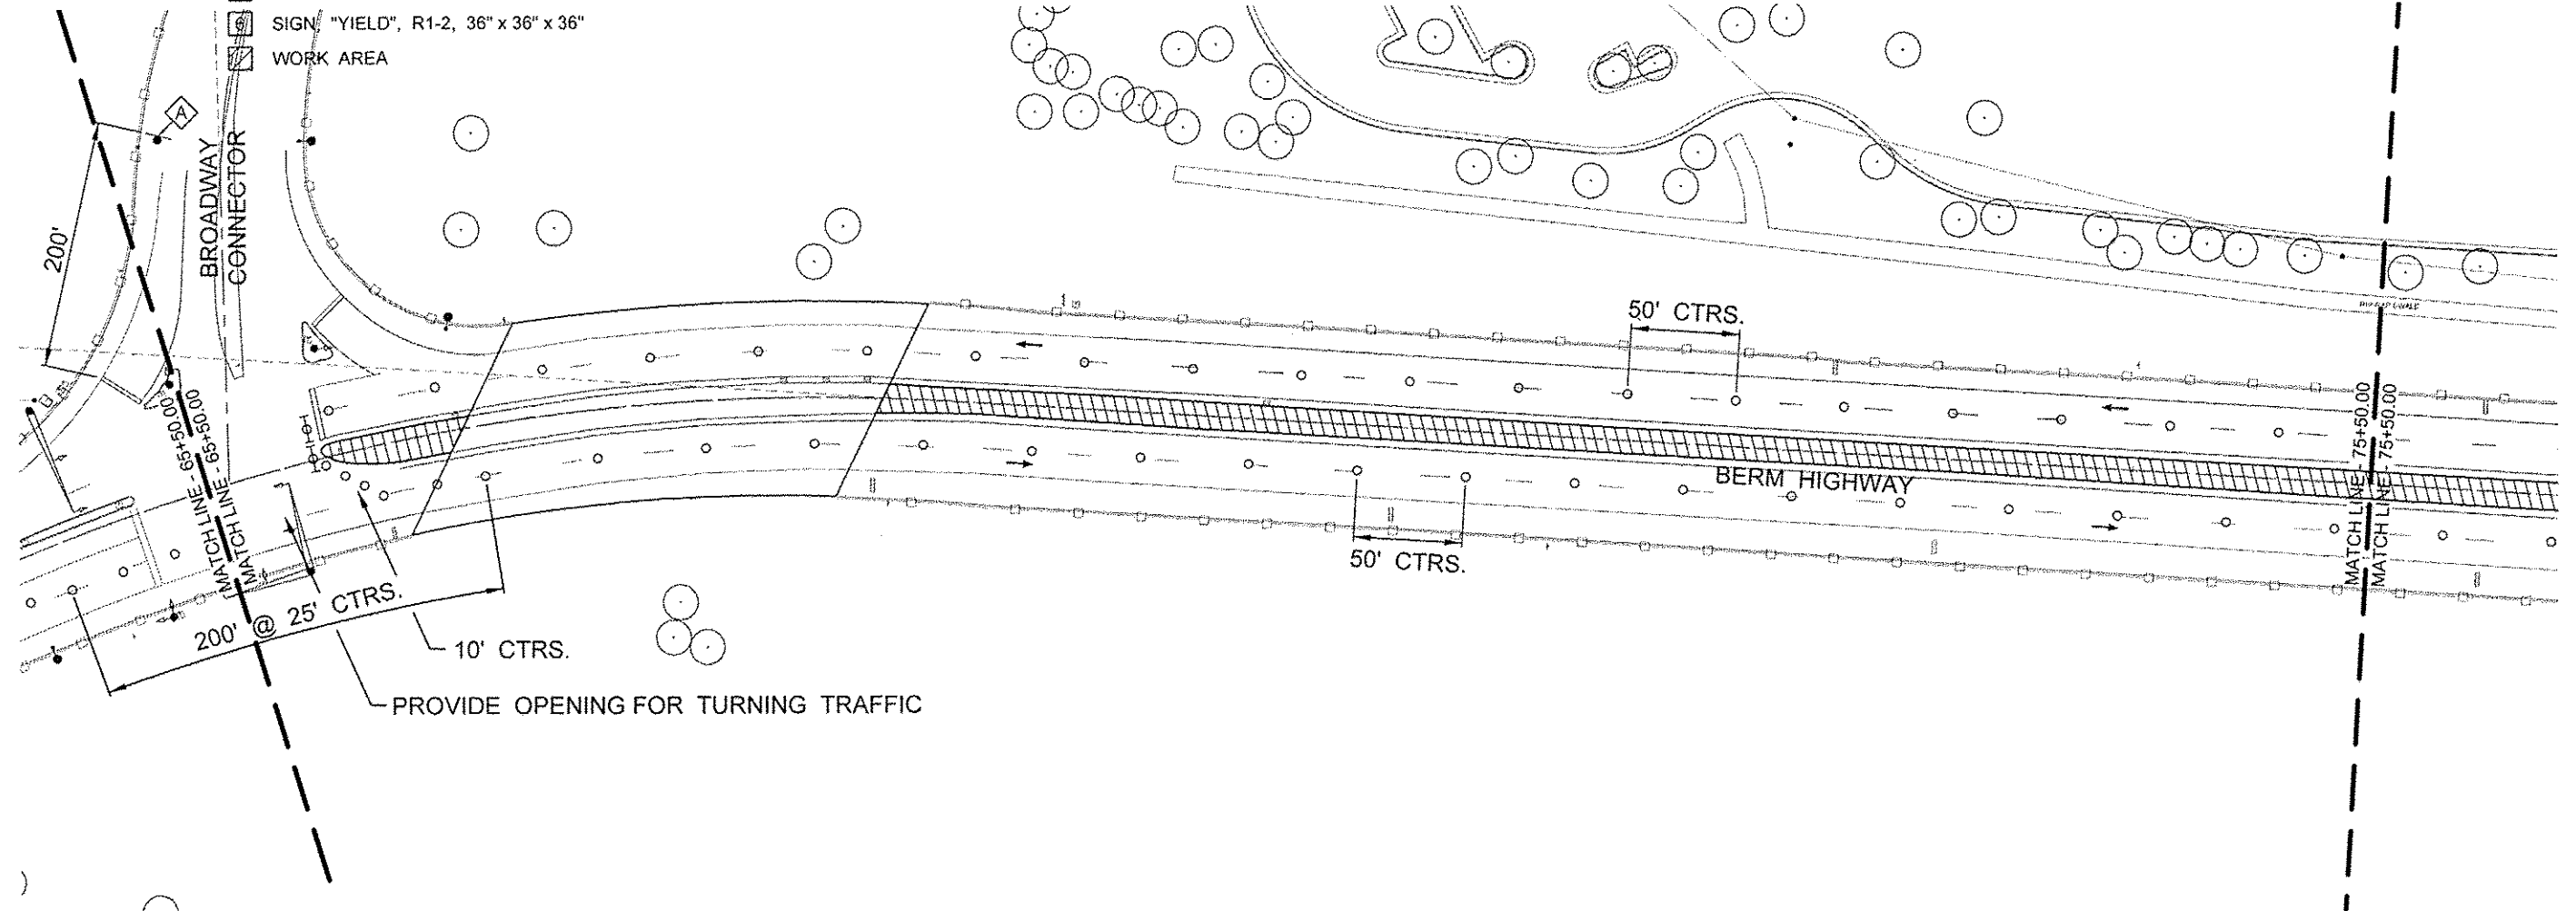 SIGN, "YIELD", R1-2, 36" x 36" x 36"
WORK AREA
A
200'
BROADWAY
CONNECTOR
MATCH LINE - 65+50.00
MATCH LINE - 65+50.00
B
50' CTRS.
BERM HIGHWAY
50' CTRS.
MATCH LINE - 75+50.00
MATCH LINE - 75+50.00
200' @ 25' CTRS.
10' CTRS.
PROVIDE OPENING FOR TURNING TRAFFIC